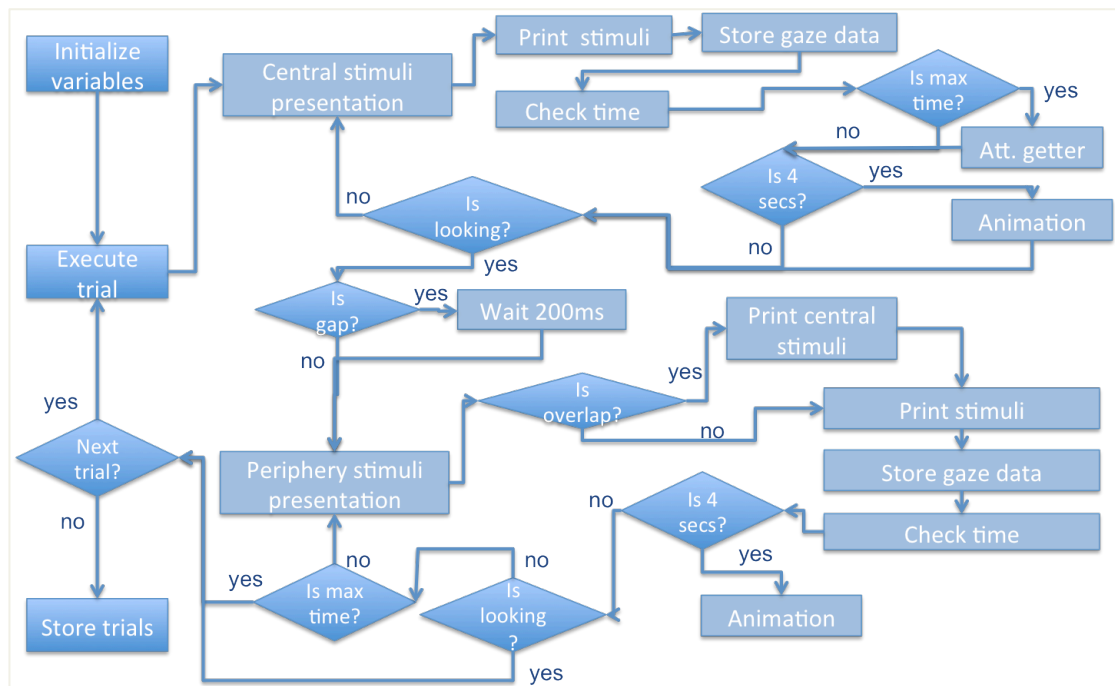 Initialize
variables
Central stimuli
presentation
Print stimuli
Store gaze data
Check time
Is max
time?
yes
no
Att. getter
Is 4
secs?
yes
no
Animation
Is
looking?
no
yes
Execute
trial
Is
gap?
yes
no
Wait 200ms
Print central
stimuli
Is
overlap?
yes
no
Print stimuli
Store gaze data
Check time
Periphery stimuli
presentation
Is 4
secs?
no
yes
Animation
Is
looking
?
no
yes
Is max
time?
no
yes
Next
trial?
yes
no
Store trials